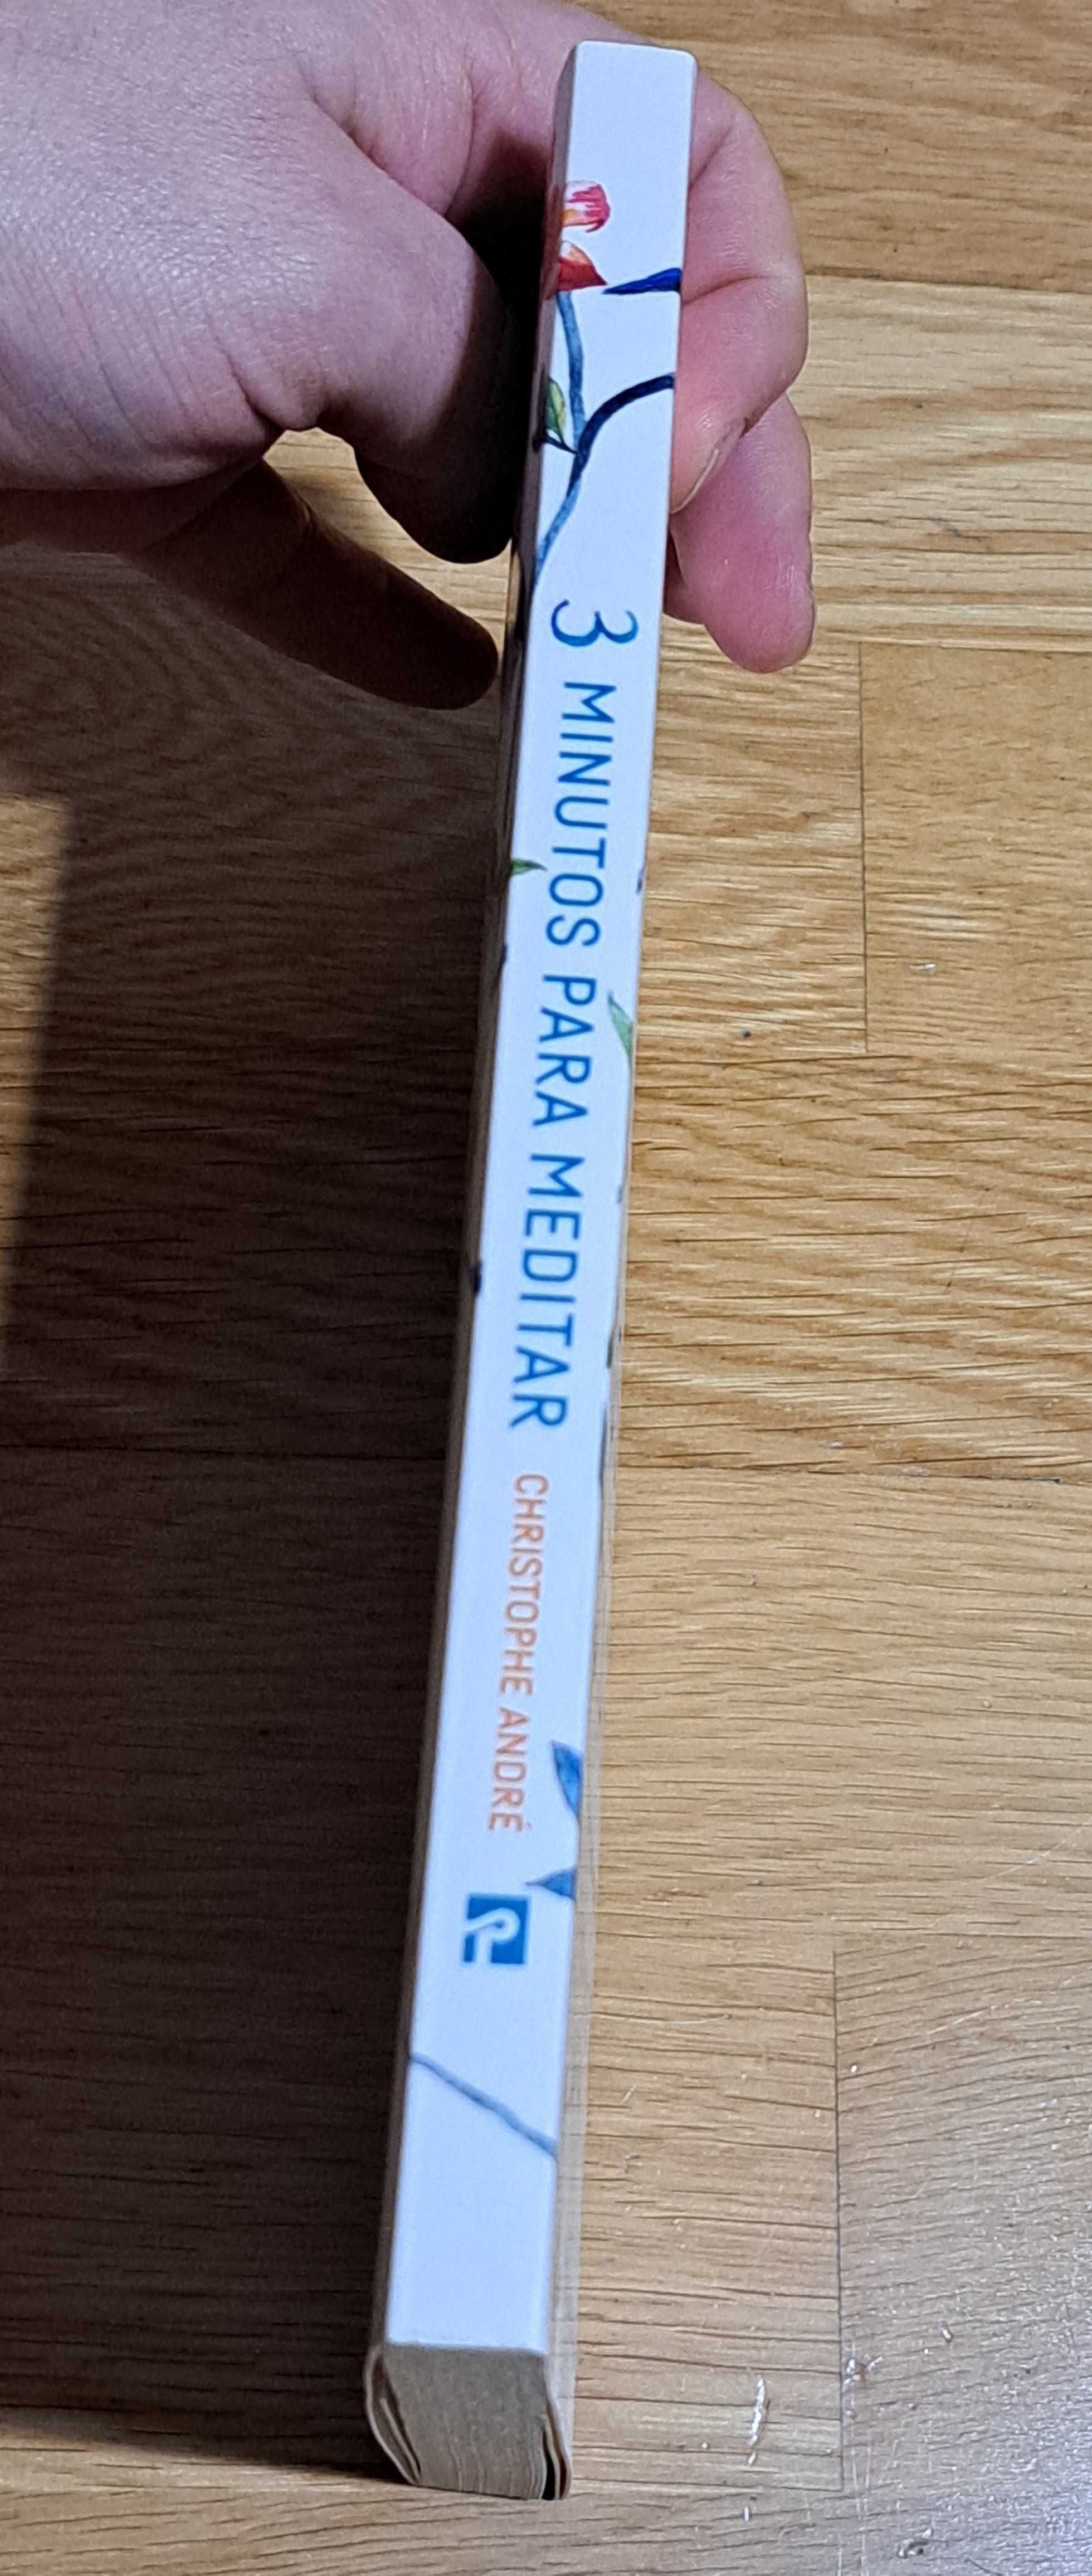 3 MINUTOS PARA MEDITAR CHRISTOPHE ANDRÉ